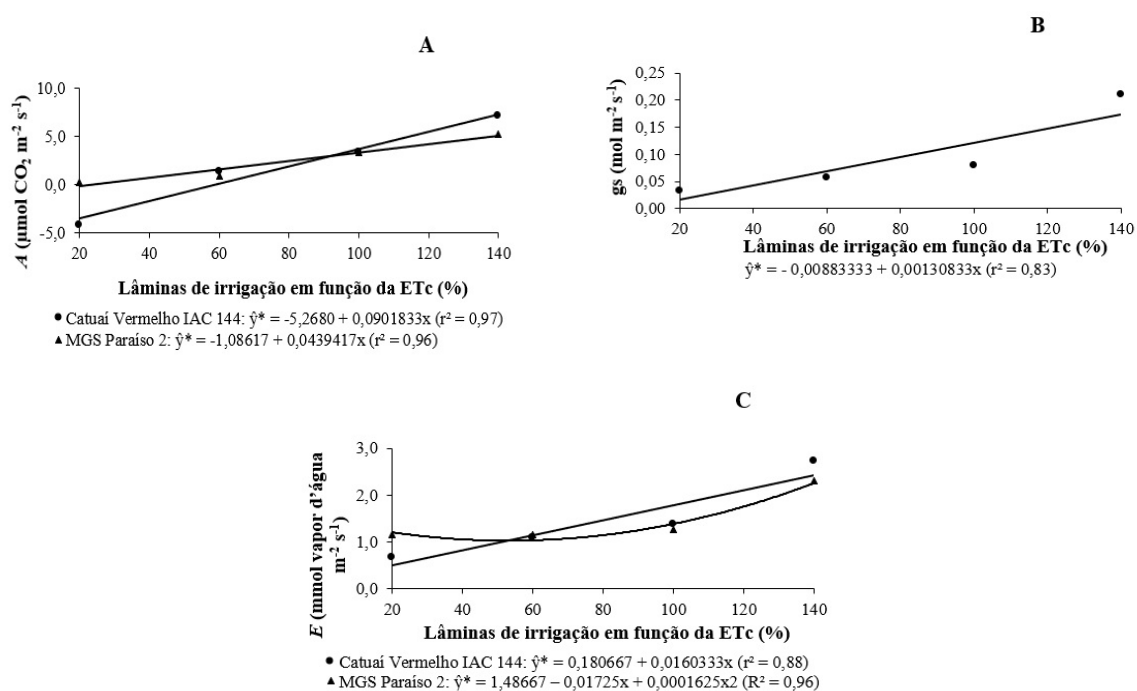 A
A (µmol CO₂ m⁻² s⁻¹)
10,0
5,0
0,0
-5,0
20 40 60 80 100 120 140
Lâminas de irrigação em função da ETc (%)
● Catuaí Vermelho IAC 144: ŷ* = -5,2680 + 0,0901833x (r² = 0,97)
▲ MGS Paraíso 2: ŷ* = -1,08617 + 0,0439417x (r² = 0,96)
B
gs (mol m⁻² s⁻¹)
0,25
0,20
0,15
0,10
0,05
0,00
20 40 60 80 100 120 140
Lâminas de irrigação em função da ETc (%)
ŷ* = - 0,00883333 + 0,00130833x (r² = 0,83)
C
E (mmol vapor d’água
m⁻² s⁻¹)
3,0
2,0
1,0
0,0
20 40 60 80 100 120 140
Lâminas de irrigação em função da ETc (%)
● Catuaí Vermelho IAC 144: ŷ* = 0,180667 + 0,0160333x (r² = 0,88)
▲ MGS Paraíso 2: ŷ* = 1,48667 – 0,01725x + 0,0001625x2 (R² = 0,96)